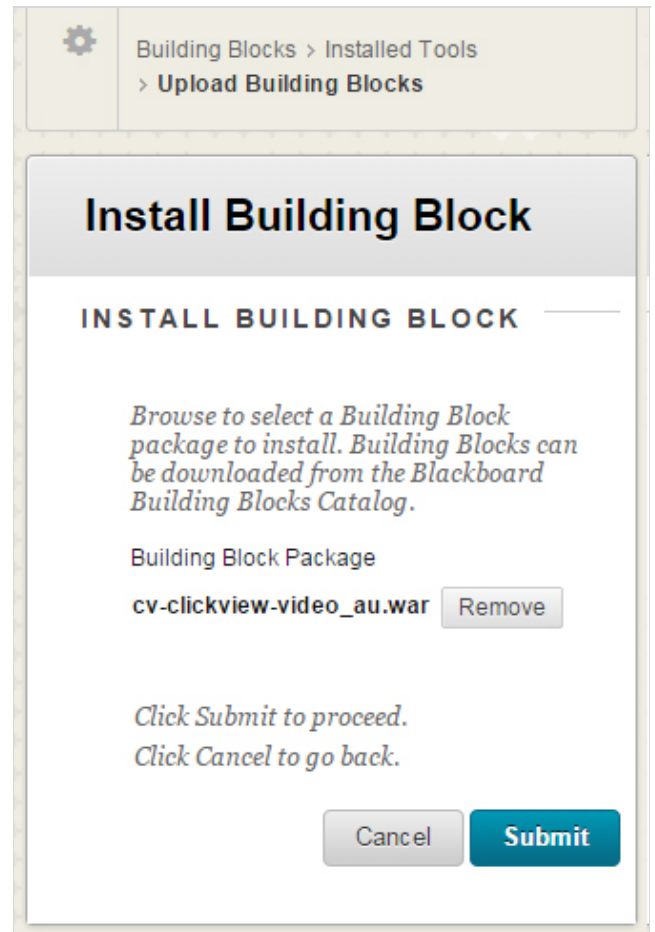 Building Blocks > Installed Tools
> Upload Building Blocks
Install Building Block
INSTALL BUILDING BLOCK
Browse to select a Building Block
package to install. Building Blocks can
be downloaded from the Blackboard
Building Blocks Catalog.
Building Block Package
cv-clickview-video_au.war Remove
Click Submit to proceed.
Click Cancel to go back.
Cancel Submit